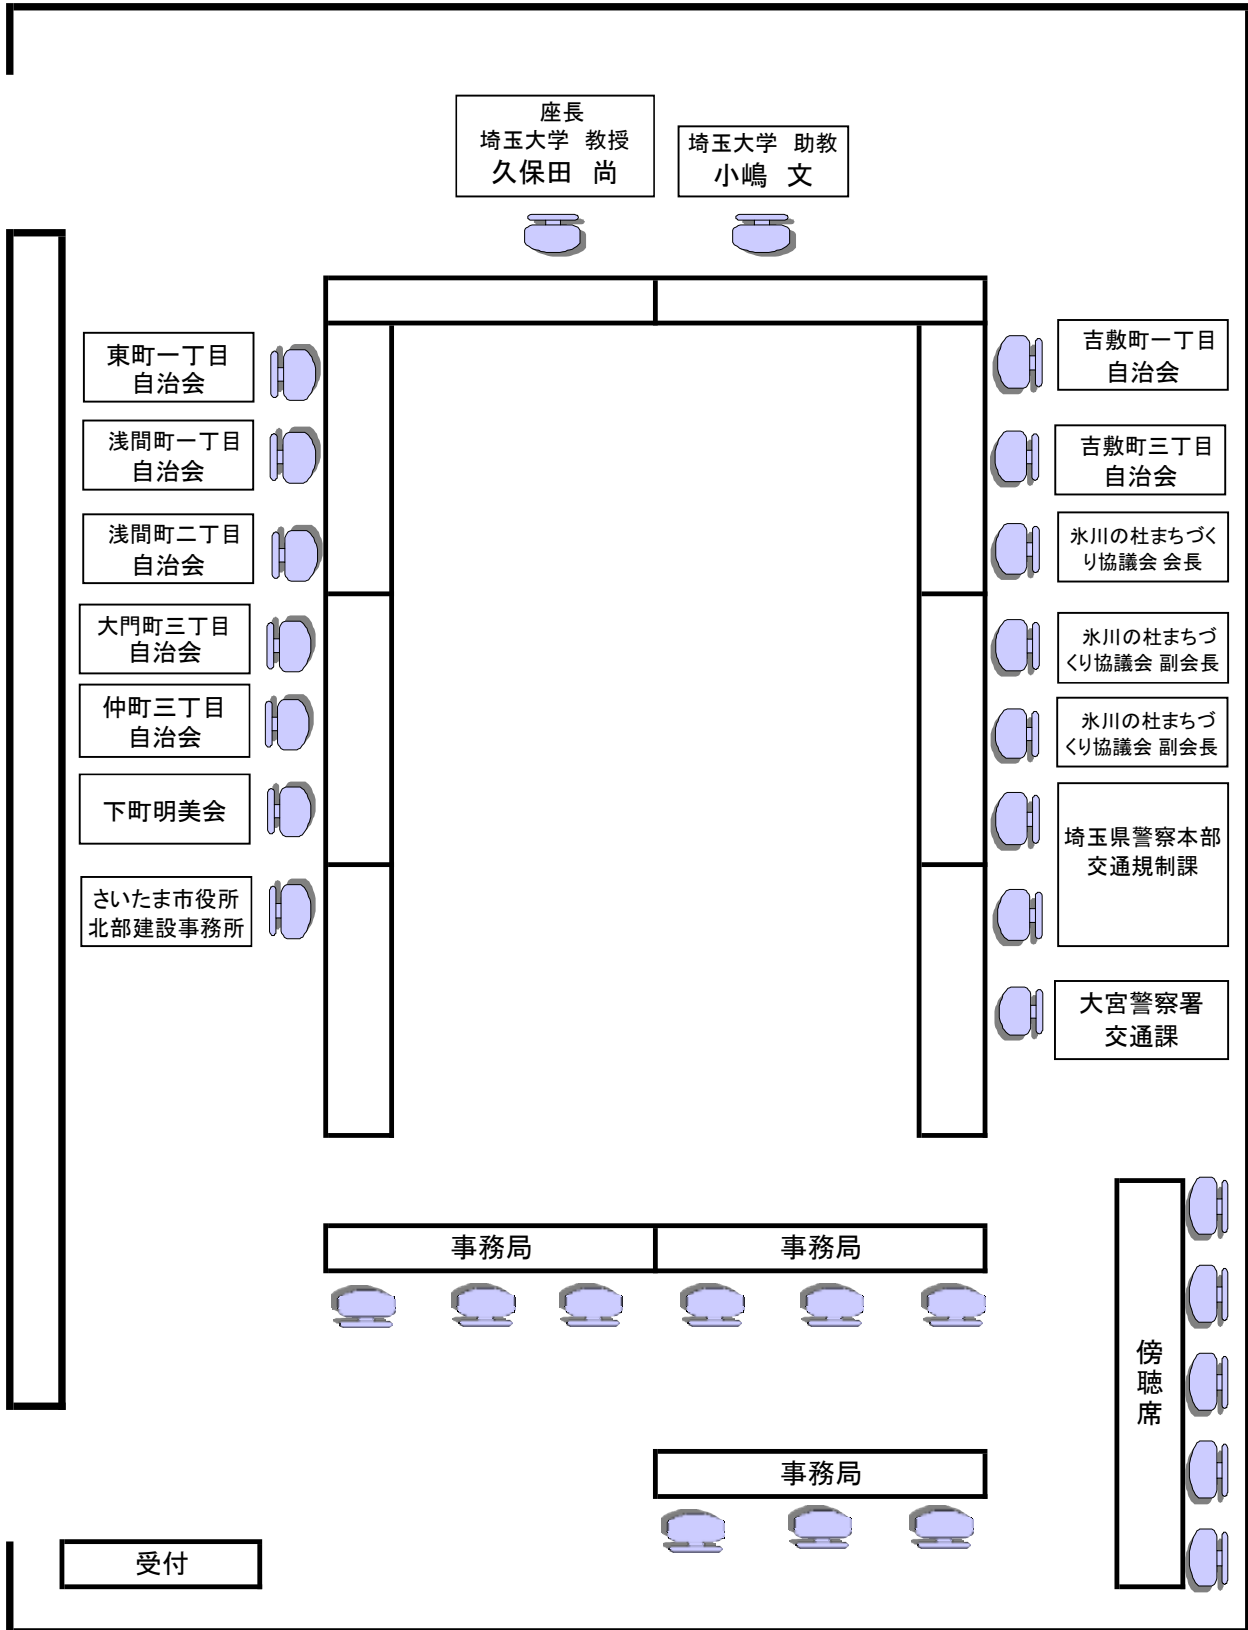 座長
埼玉大学　教授
久保田　尚
埼玉大学　助教
小嶋　文
東町一丁目
自治会
浅間町一丁目
自治会
浅間町二丁目
自治会
大門町三丁目
自治会
仲町三丁目
自治会
下町明美会
さいたま市役所
北部建設事務所
吉敷町一丁目
自治会
吉敷町三丁目
自治会
氷川の杜まちづく
り協議会 会長
氷川の杜まちづ
くり協議会 副会長
氷川の杜まちづ
くり協議会 副会長
埼玉県警察本部
交通規制課
大宮警察署
交通課
事務局
事務局
傍聴席
事務局
受付